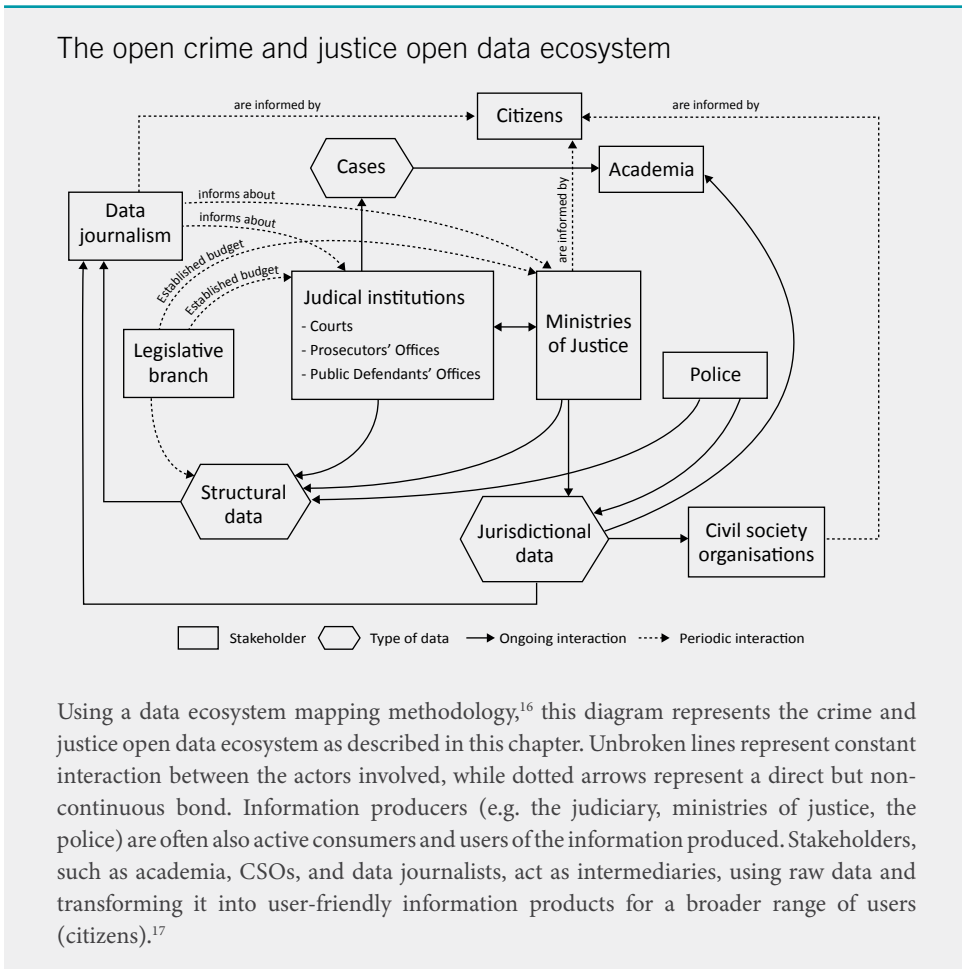 The open crime and justice open data ecosystem
are informed by
are informed by
Citizens
Cases
Academia
are informed by
Data
journalism
informs about
informs about
Established budget
Established budget
Judical institutions
- Courts
- Prosecutors’ Offices
- Public Defendants’ Offices
Ministries
of Justice
Legislative
branch
Police
Structural
data
Jurisdictional
data
Civil society
organisations
Stakeholder
Type of data
Ongoing interaction
Periodic interaction
Using a data ecosystem mapping methodology,16 this diagram represents the crime and
justice open data ecosystem as described in this chapter. Unbroken lines represent constant
interaction between the actors involved, while dotted arrows represent a direct but non-
continuous bond. Information producers (e.g. the judiciary, ministries of justice, the
police) are often also active consumers and users of the information produced. Stakeholders,
such as academia, CSOs, and data journalists, act as intermediaries, using raw data and
transforming it into user-friendly information products for a broader range of users
(citizens).17